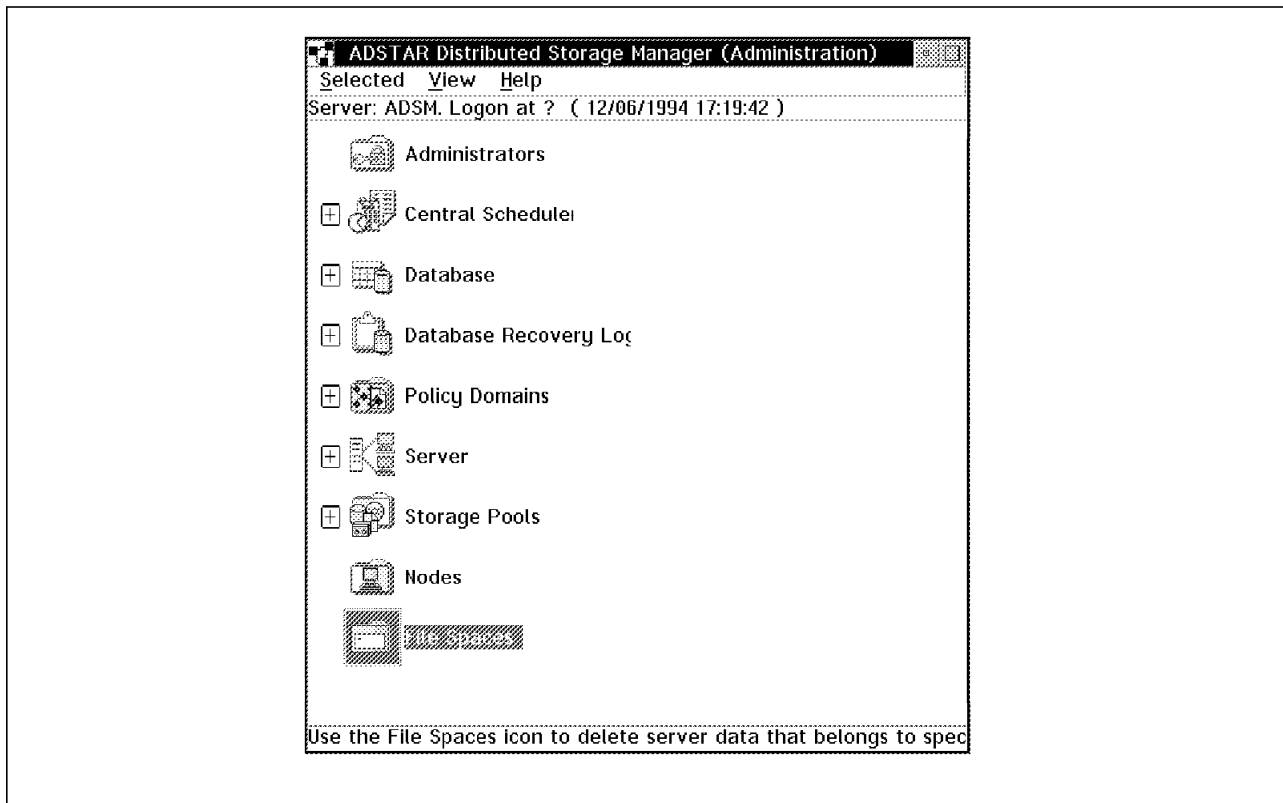 ADSTAR Distributed Storage Manager (Administration)
Selected View Help
Server: ADSM. Logon at ? ( 12/06/1994 17:19:42 )
Administrators
Central Scheduler
Database
Database Recovery Log
Policy Domains
Server
Storage Pools
Nodes
File Spaces
Use the File Spaces icon to delete server data that belongs to spec